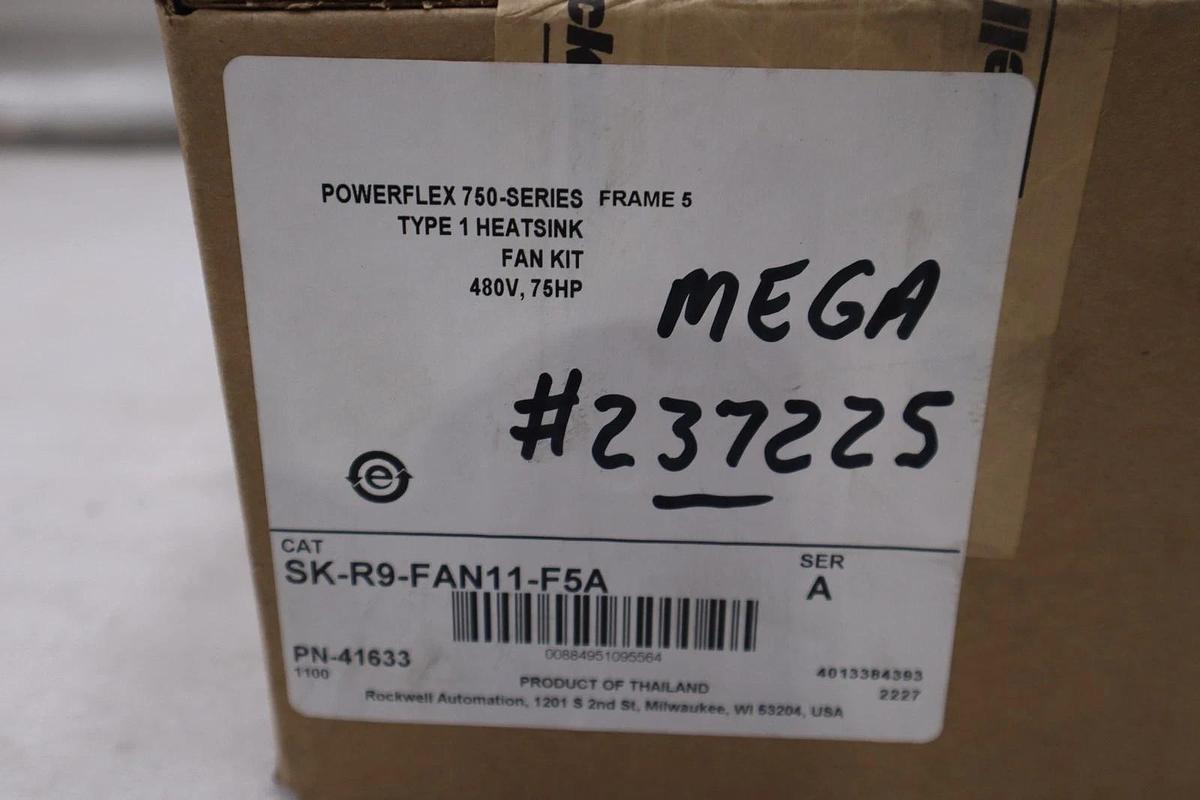 POWERFLEX 750-SERIES FRAME 5
TYPE 1 HEATSINK
FAN KIT
480V, 75HP
MEGA
#237225
e
CAT
SK-R9-FAN11-F5A
SER
A
00884951095564
PN-41633
1100
4013384393
2227
PRODUCT OF THAILAND
Rockwell Automation, 1201 S 2nd St, Milwaukee, WI 53204, USA